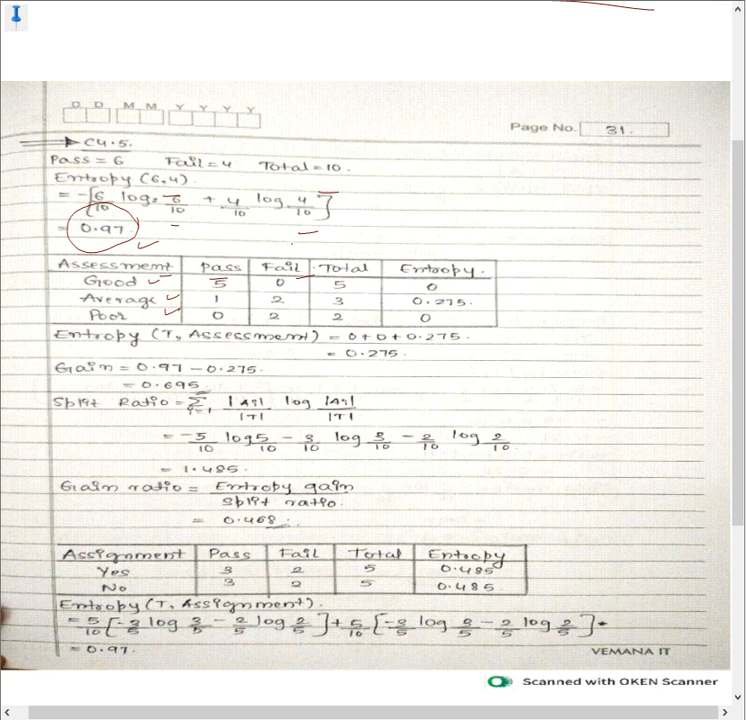 D D M M Y Y Y Y
Page No. 31.
C4.5.
Pass = 6 Fail = 4 Total = 10.
Entropy (6,4).
= -[6/10 log₂ 6/10 + 4/10 log 4/10]
= 0.97
Assessment Pass Fail Total Entropy.
Good 5 0 5 0
Average 1 2 3 0.275.
Poor 0 2 2 0
Entropy (T, Assessment) = 0+0+0.275.
= 0.275.
Gain = 0.97 - 0.275.
= 0.695
Split Ratio = Σ i=1 |Ai|/|T| log |Ai|/|T|
= -5/10 log 5/10 - 3/10 log 3/10 - 2/10 log 2/10
= 1.485.
Gain ratio = Entropy gain / Split ratio.
= 0.468.
Assignment Pass Fail Total Entropy
Yes 3 2 5 0.485
No 3 2 5 0.485
Entropy (T, Assignment).
= 5/10 [-3/5 log 3/5 - 2/5 log 2/5] + 5/10 [-3/5 log 3/5 - 2/5 log 2/5].
= 0.97.
VEMANA IT
Scanned with OKEN Scanner